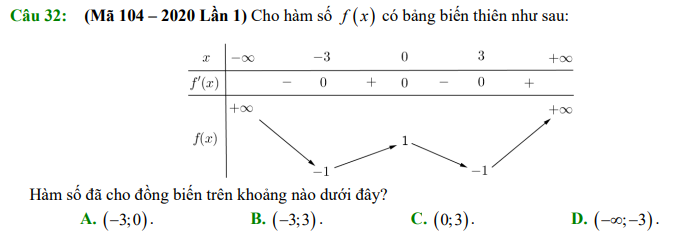 Câu 32: (Mã 104 – 2020 Lần 1) Cho hàm số f(x) có bảng biến thiên như sau:
x −∞ −3 0 3 +∞
f′(x) − 0 + 0 − 0 +
+∞ +∞
f(x) 1
−1 −1
Hàm số đã cho đồng biến trên khoảng nào dưới đây?
A. (−3;0). B. (−3;3). C. (0;3). D. (−∞;−3).